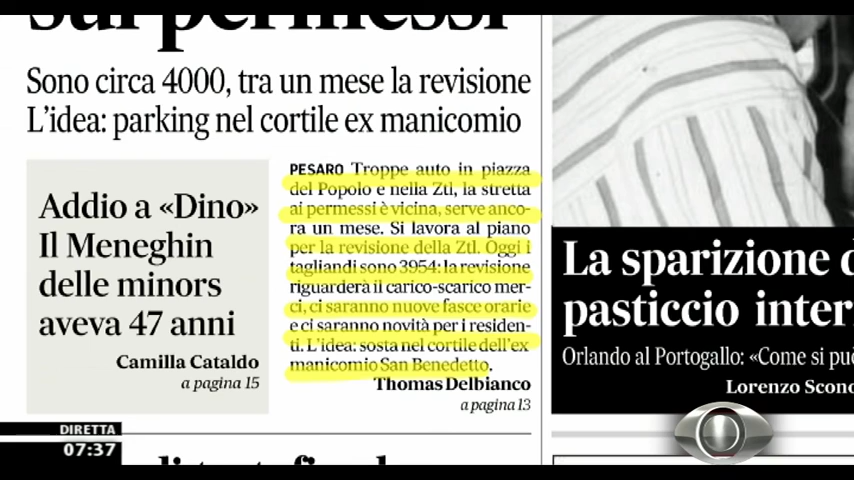 sui permessi
Sono circa 4000, tra un mese la revisione
L'idea: parking nel cortile ex manicomio
Addio a «Dino»
Il Meneghin
delle minors
aveva 47 anni
Camilla Cataldo
a pagina 15
PESARO Troppe auto in piazza
del Popolo e nella Ztl, la stretta
ai permessi è vicina, serve anco-
ra un mese. Si lavora al piano
per la revisione della Ztl. Oggi i
tagliandi sono 3954: la revisione
riguarderà il carico-scarico mer-
ci, ci saranno nuove fasce orarie
e ci saranno novità per i residen-
ti. L'idea: sosta nel cortile dell'ex
manicomio San Benedetto.
Thomas Delbianco
a pagina 13
La sparizione d
pasticcio inter
Orlando al Portogallo: «Come si può
Lorenzo Scono
DIRETTA
07:37